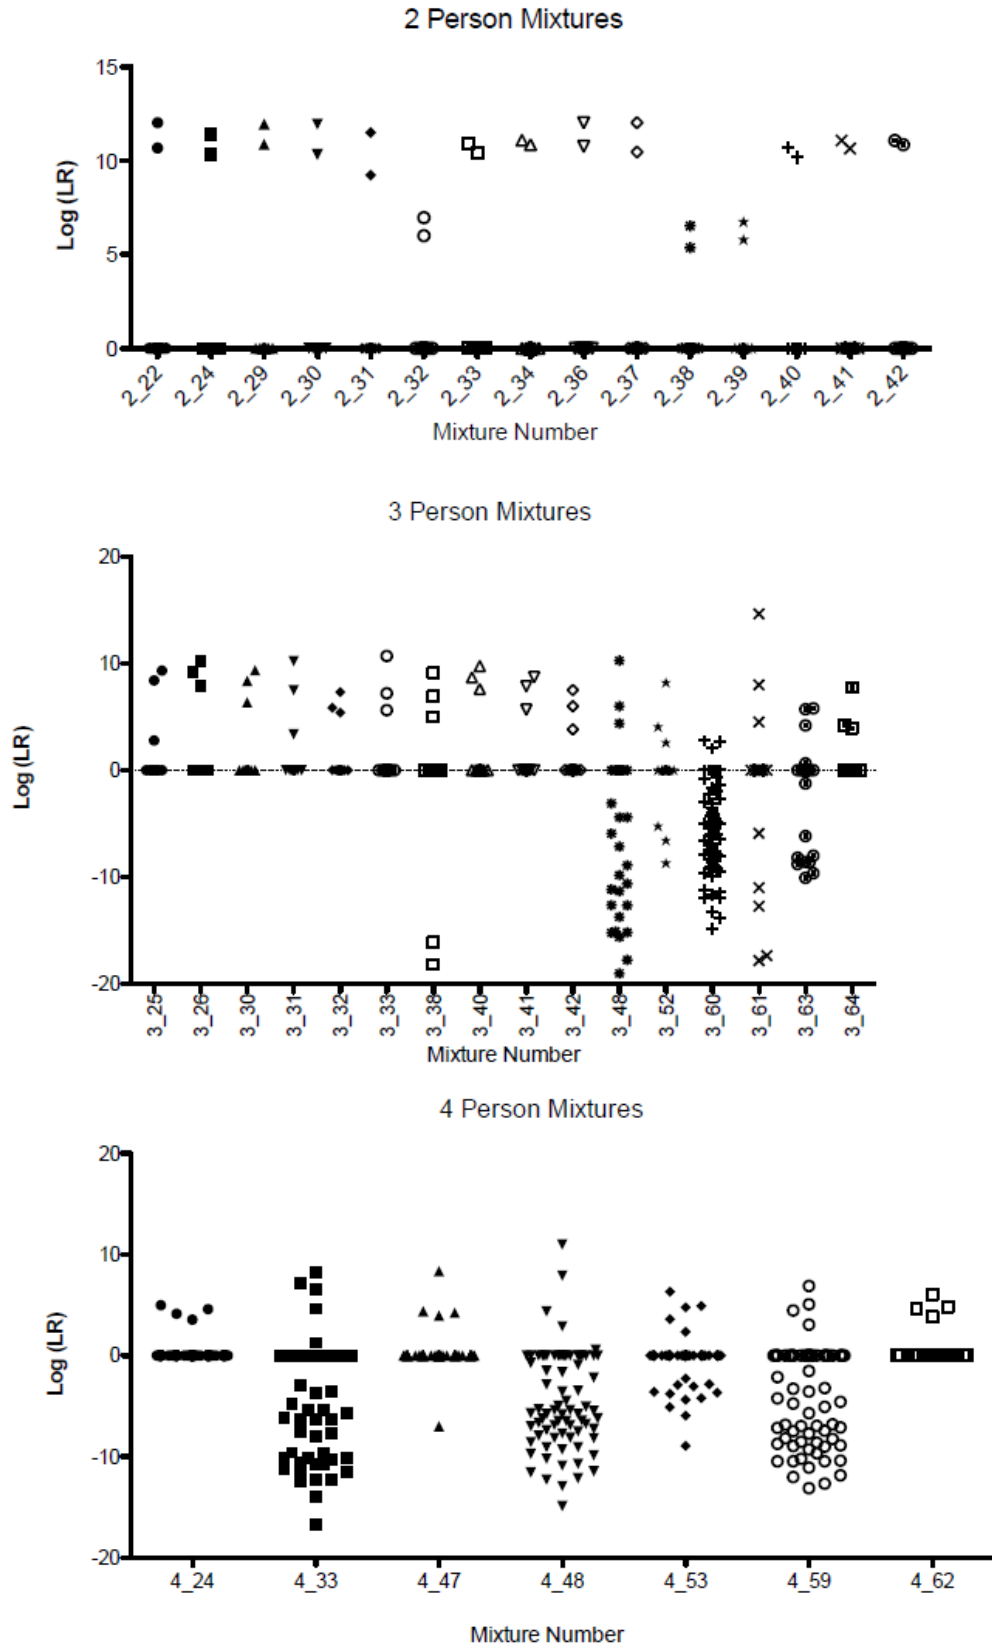 2 Person Mixtures
15
10
5
0
Log (LR)
2_22 2_24 2_29 2_30 2_31 2_32 2_33 2_34 2_36 2_37 2_38 2_39 2_40 2_41 2_42
Mixture Number
3 Person Mixtures
20
10
0
-10
-20
Log (LR)
3_25 3_26 3_30 3_31 3_32 3_33 3_38 3_40 3_41 3_42 3_48 3_52 3_60 3_61 3_63 3_64
Mixture Number
4 Person Mixtures
20
10
0
-10
-20
Log (LR)
4_24 4_33 4_47 4_48 4_53 4_59 4_62
Mixture Number